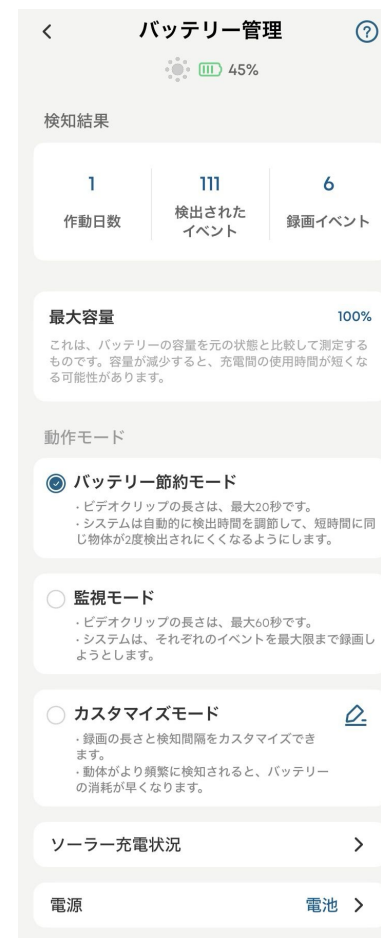 バッテリー管理
?
45%
検知結果
1
作動日数
111
検出された
イベント
6
録画イベント
最大容量 100%
これは、バッテリーの容量を元の状態と比較して測定する
ものです。容量が減少すると、充電間の使用時間が短くな
る可能性があります。
動作モード
バッテリー節約モード
・ビデオクリップの長さは、最大20秒です。
・システムは自動的に検出時間を調節して、短時間に同
じ物体が2度検出されにくくなるようにします。
監視モード
・ビデオクリップの長さは、最大60秒です。
・システムは、それぞれのイベントを最大限まで録画し
ようとします。
カスタマイズモード
・録画の長さと検知間隔をカスタマイズでき
ます。
・動体がより頻繁に検知されると、バッテリー
の消耗が早くなります。
ソーラー充電状況
電源 電池